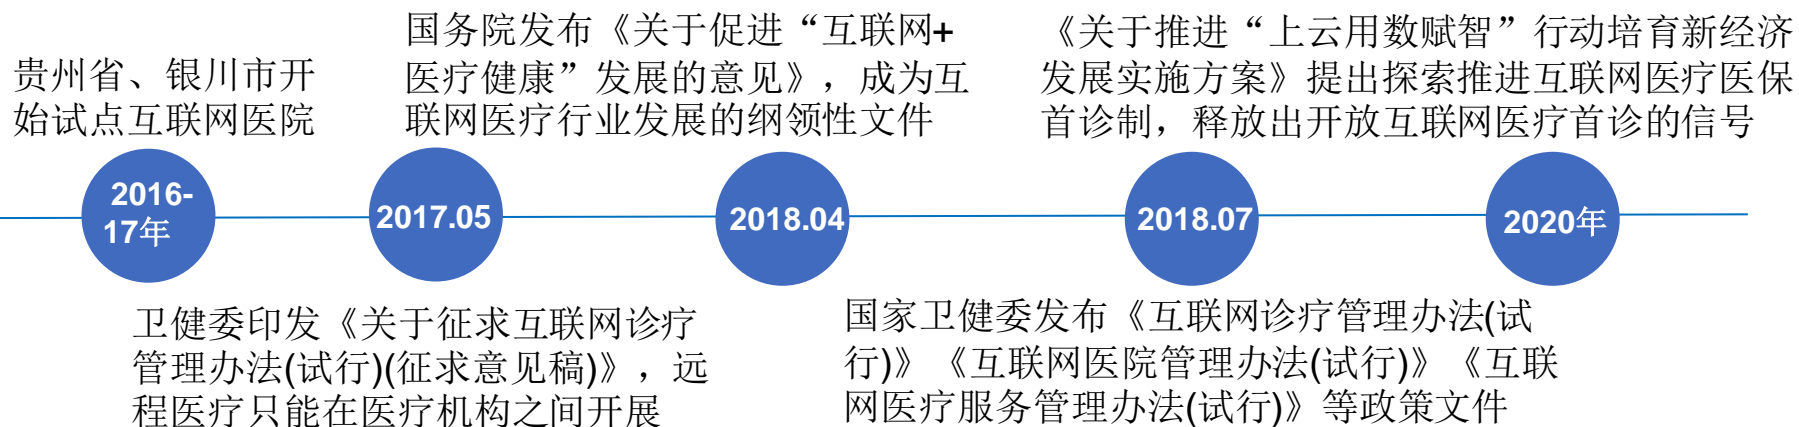 贵州省、银川市开
始试点互联网医院
国务院发布《关于促进“互联网+
医疗健康”发展的意见》，成为互
联网医疗行业发展的纲领性文件
《关于推进“上云用数赋智”行动培育新经济
发展实施方案》提出探索推进互联网医疗医保
首诊制，释放出开放互联网医疗首诊的信号
2016-
17年
2017.05
2018.04
2018.07
2020年
卫健委印发《关于征求互联网诊疗
管理办法(试行)(征求意见稿)》，远
程医疗只能在医疗机构之间开展
国家卫健委发布《互联网诊疗管理办法(试
行)》《互联网医院管理办法(试行)》《互联
网医疗服务管理办法(试行)》等政策文件